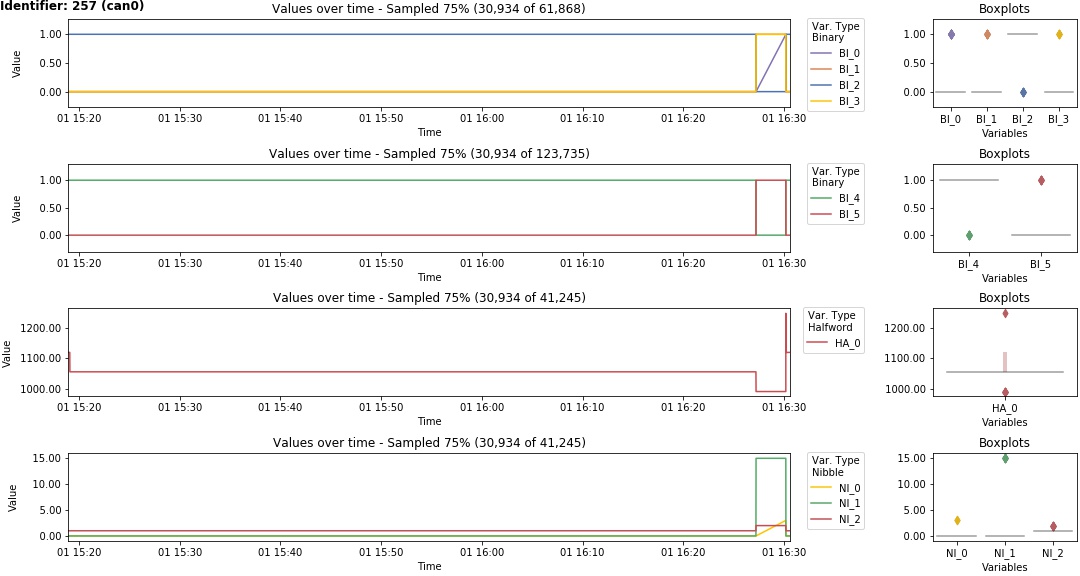 Identifier: 257 (can0)
Values over time - Sampled 75% (30,934 of 61,868)
Boxplots
Value
1.00
0.50
0.00
01 15:20 01 15:30 01 15:40 01 15:50 01 16:00 01 16:10 01 16:20 01 16:30
Time
Var. Type
Binary
BI_0
BI_1
BI_2
BI_3
1.00
0.50
0.00
BI_0 BI_1 BI_2 BI_3
Variables
Values over time - Sampled 75% (30,934 of 123,735)
Boxplots
Value
1.00
0.50
0.00
01 15:20 01 15:30 01 15:40 01 15:50 01 16:00 01 16:10 01 16:20 01 16:30
Time
Var. Type
Binary
BI_4
BI_5
1.00
0.50
0.00
BI_4 BI_5
Variables
Values over time - Sampled 75% (30,934 of 41,245)
Boxplots
Value
1200.00
1100.00
1000.00
01 15:20 01 15:30 01 15:40 01 15:50 01 16:00 01 16:10 01 16:20 01 16:30
Time
Var. Type
Halfword
HA_0
1200.00
1100.00
1000.00
HA_0
Variables
Values over time - Sampled 75% (30,934 of 41,245)
Boxplots
Value
15.00
10.00
5.00
0.00
01 15:20 01 15:30 01 15:40 01 15:50 01 16:00 01 16:10 01 16:20 01 16:30
Time
Var. Type
Nibble
NI_0
NI_1
NI_2
15.00
10.00
5.00
0.00
NI_0 NI_1 NI_2
Variables